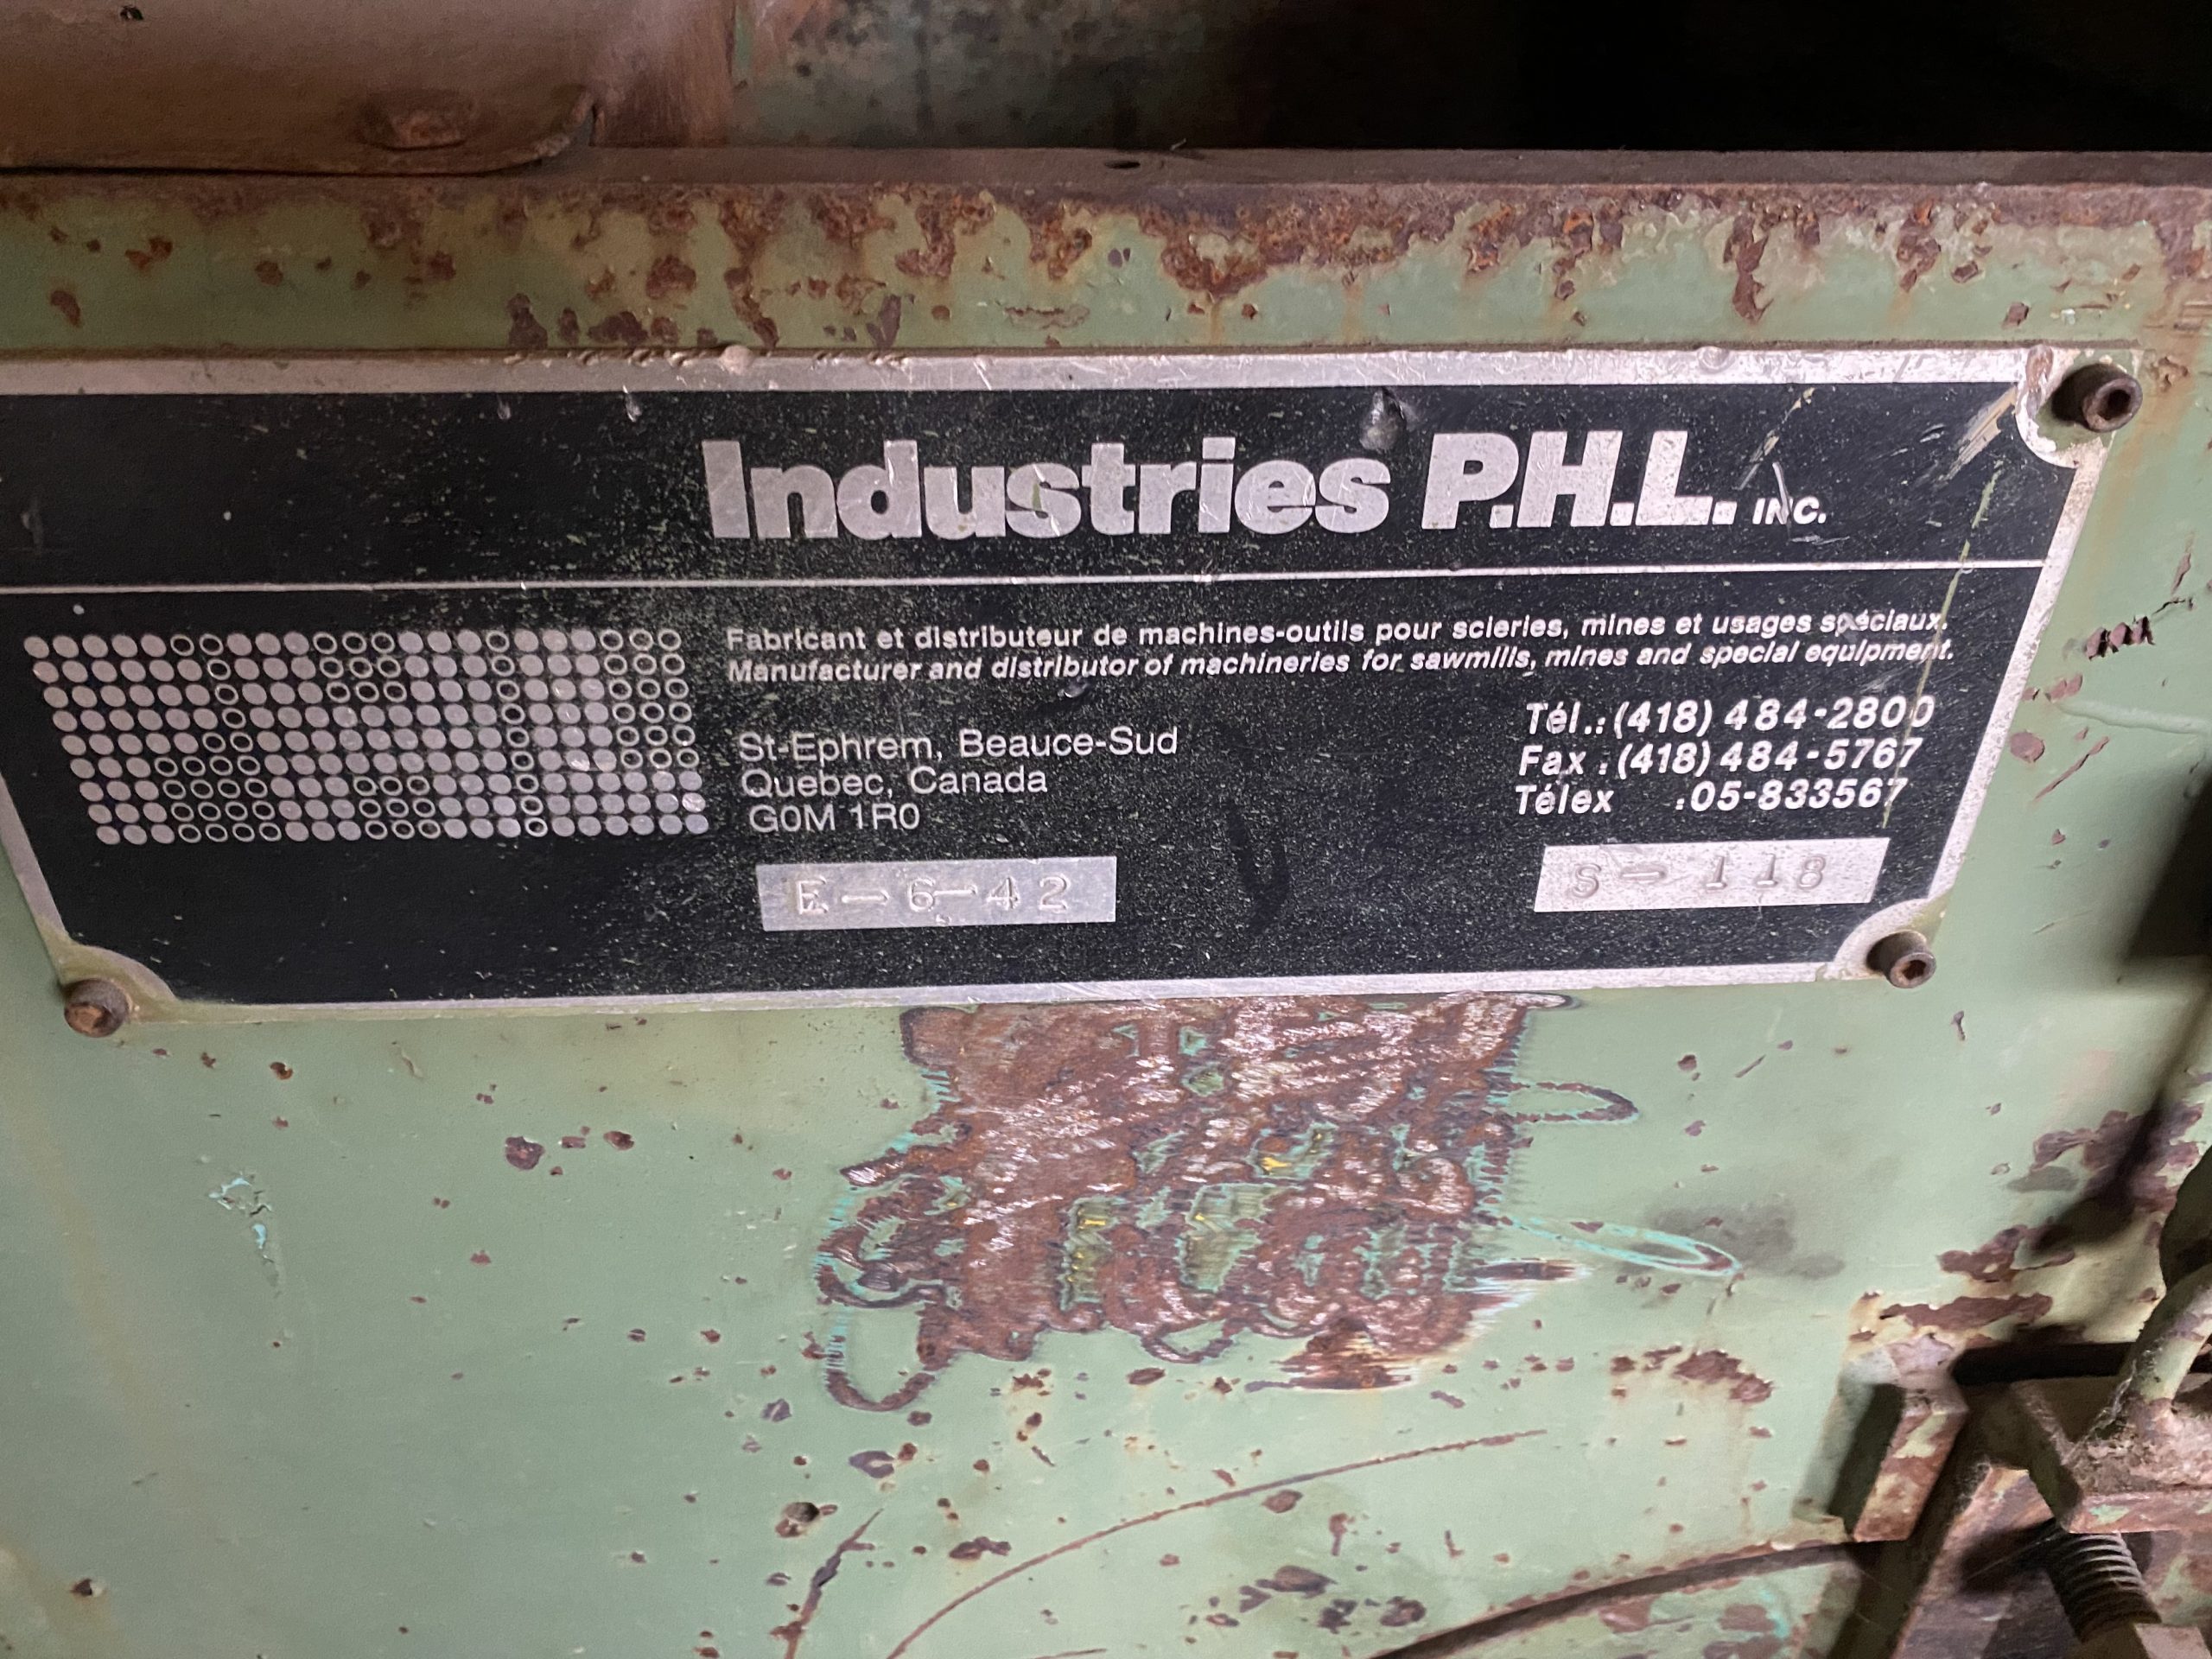 Industries P.H.L. INC.
Fabricant et distributeur de machines-outils pour scieries, mines et usages spéciaux.
Manufacturer and distributor of machineries for sawmills, mines and special equipment.
St-Ephrem, Beauce-Sud
Quebec, Canada
G0M 1R0
Tél.: (418) 484-2800
Fax : (418) 484-5767
Télex : 05-833567
E-6-42
S- 118